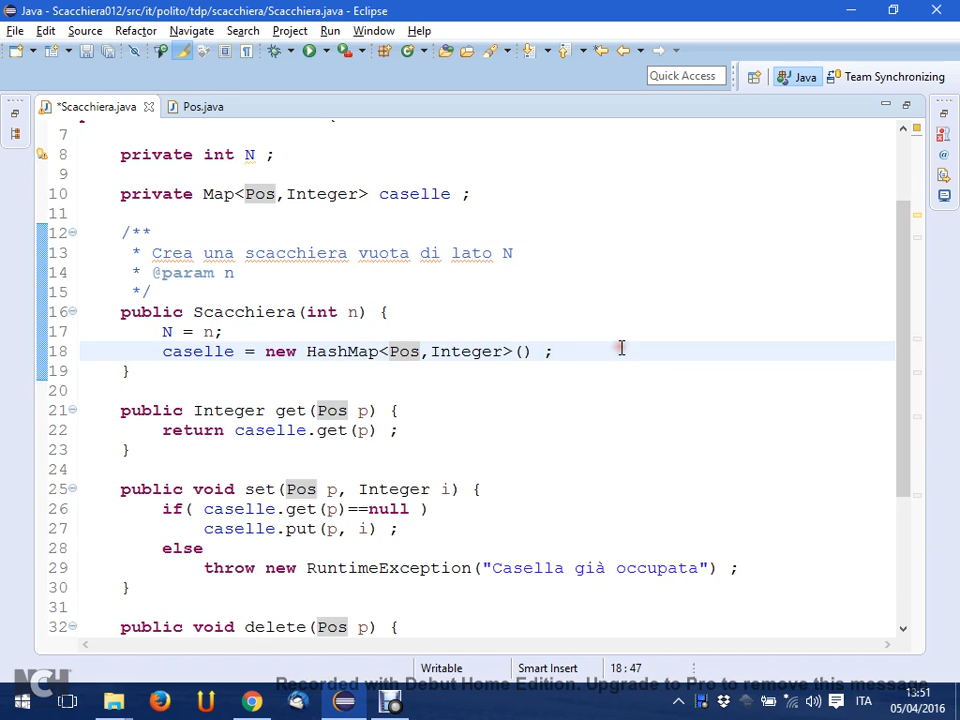 Java - Scacchiera012/src/it/polito/tdp/scacchiera/Scacchiera.java - Eclipse
File Edit Source Refactor Navigate Search Project Run Window Help
Quick Access Java Team Synchronizing
*Scacchiera.java Pos.java
7
8 private int N ;
9
10 private Map<Pos,Integer> caselle ;
11
12 /**
13 * Crea una scacchiera vuota di lato N
14 * @param n
15 */
16 public Scacchiera(int n) {
17 N = n;
18 caselle = new HashMap<Pos,Integer>() ;
19 }
20
21 public Integer get(Pos p) {
22 return caselle.get(p) ;
23 }
24
25 public void set(Pos p, Integer i) {
26 if( caselle.get(p)==null )
27 caselle.put(p, i) ;
28 else
29 throw new RuntimeException("Casella già occupata") ;
30 }
31
32 public void delete(Pos p) {
Writable Smart Insert 18 : 47
NCH Recorded with Debut Home Edition. Upgrade to Pro to remove this message
ITA 13:51
05/04/2016